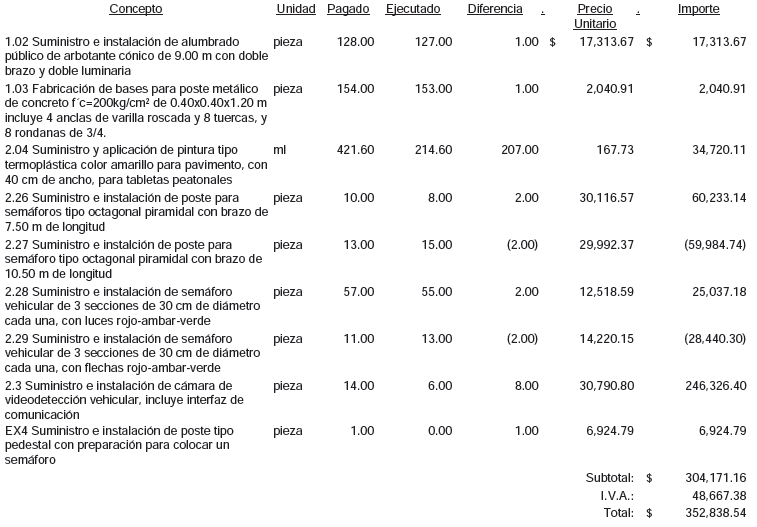 Concepto Unidad Pagado Ejecutado Diferencia . Precio Unitario . Importe
1.02 Suministro e instalación de alumbrado pieza 128.00 127.00 1.00 $ 17,313.67 $ 17,313.67
público de arbotante cónico de 9.00 m con doble
brazo y doble luminaria
1.03 Fabricación de bases para poste metálico pieza 154.00 153.00 1.00 2,040.91 2,040.91
de concreto f´c=200kg/cm² de 0.40x0.40x1.20 m
incluye 4 anclas de varilla roscada y 8 tuercas, y
8 rondanas de 3/4.
2.04 Suministro y aplicación de pintura tipo ml 421.60 214.60 207.00 167.73 34,720.11
termoplástica color amarillo para pavimento, con
40 cm de ancho, para tabletas peatonales
2.26 Suministro e instalación de poste para pieza 10.00 8.00 2.00 30,116.57 60,233.14
semáforos tipo octagonal piramidal con brazo de
7.50 m de longitud
2.27 Suministro e instalción de poste para pieza 13.00 15.00 (2.00) 29,992.37 (59,984.74)
semáforo tipo octagonal piramidal con brazo de
10.50 m de longitud
2.28 Suministro e instalación de semáforo pieza 57.00 55.00 2.00 12,518.59 25,037.18
vehicular de 3 secciones de 30 cm de diámetro
cada una, con luces rojo-ambar-verde
2.29 Suministro e instalación de semáforo pieza 11.00 13.00 (2.00) 14,220.15 (28,440.30)
vehicular de 3 secciones de 30 cm de diámetro
cada una, con flechas rojo-ambar-verde
2.3 Suministro e instalación de cámara de pieza 14.00 6.00 8.00 30,790.80 246,326.40
videodetección vehicular, incluye interfaz de
comunicación
EX4 Suministro e instalación de poste tipo pieza 1.00 0.00 1.00 6,924.79 6,924.79
pedestal con preparación para colocar un
semáforo
Subtotal: $ 304,171.16
I.V.A.: 48,667.38
Total: $ 352,838.54